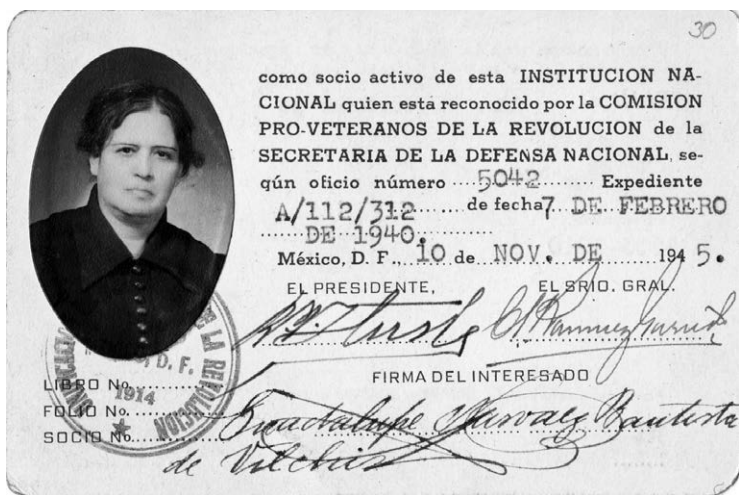 30
como socio activo de esta INSTITUCION NA-
CIONAL quien está reconocido por la COMISION
PRO-VETERANOS DE LA REVOLUCION de la
SECRETARIA DE LA DEFENSA NACIONAL, se-
gún oficio número 5042 Expediente
A/112/312 de fecha 7 DE FEBRERO
DE 1940.
México, D. F., 10 de NOV. DE 1945.
EL PRESIDENTE, EL SRIO. GRAL.
FIRMA DEL INTERESADO
LIBRO No.
FOLIO No.
SOCIO No.
Guadalupe Narvaez Bautista
de Vilchis
DE LA REVOLUCION
D. F.
1914